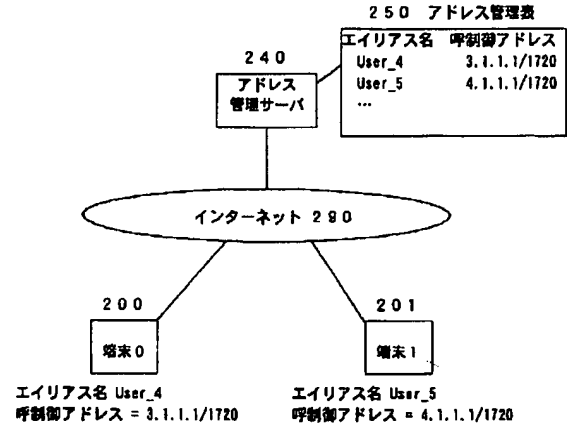 250 アドレス管理表
エイリアス名 呼制御アドレス
User_4 3.1.1.1/1720
User_5 4.1.1.1/1720
…
240
アドレス
管理サーバ
インターネット 290
200
端末0
エイリアス名 User_4
呼制御アドレス = 3.1.1.1/1720
201
端末1
エイリアス名 User_5
呼制御アドレス = 4.1.1.1/1720